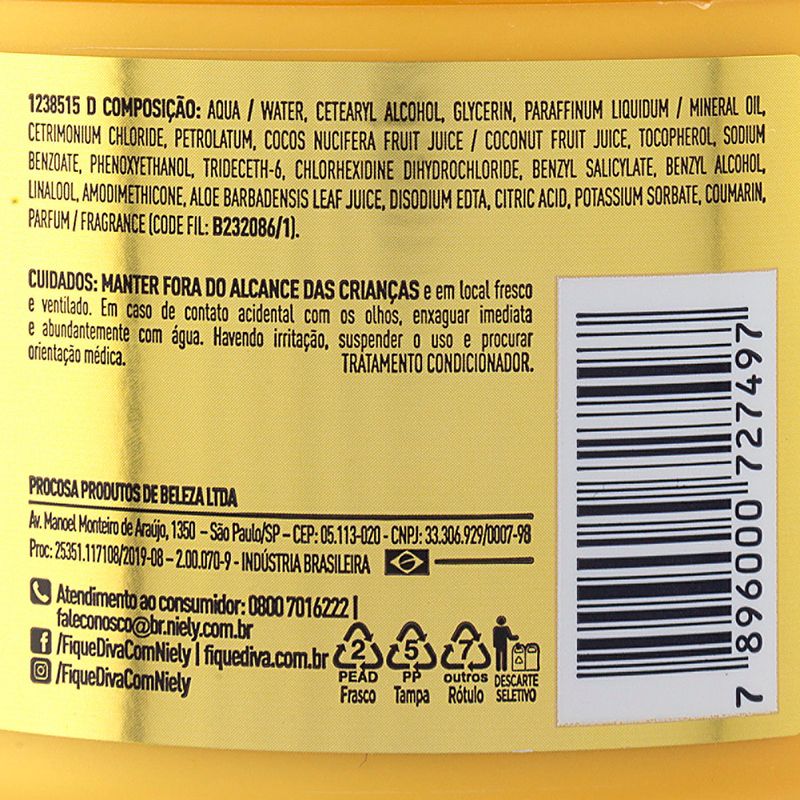 1238515 D COMPOSIÇÃO: AQUA / WATER, CETEARYL ALCOHOL, GLYCERIN, PARAFFINUM LIQUIDUM / MINERAL OIL,
CETRIMONIUM CHLORIDE, PETROLATUM, COCOS NUCIFERA FRUIT JUICE / COCONUT FRUIT JUICE, TOCOPHEROL, SODIUM
BENZOATE, PHENOXYETHANOL, TRIDECETH-6, CHLORHEXIDINE DIHYDROCHLORIDE, BENZYL SALICYLATE, BENZYL ALCOHOL,
LINALOOL, AMODIMETHICONE, ALOE BARBADENSIS LEAF JUICE, DISODIUM EDTA, CITRIC ACID, POTASSIUM SORBATE, COUMARIN,
PARFUM / FRAGRANCE (CODE FIL: B232086/1).
CUIDADOS: MANTER FORA DO ALCANCE DAS CRIANÇAS e em local fresco
e ventilado. Em caso de contato acidental com os olhos, enxaguar imediata
e abundantemente com água. Havendo irritação, suspender o uso e procurar
orientação médica. TRATAMENTO CONDICIONADOR.
PROCOSA PRODUTOS DE BELEZA LTDA
Av. Manoel Monteiro de Araújo, 1350 – São Paulo/SP – CEP: 05.113-020 - CNPJ: 33.306.929/0007-98
Proc: 25351.117108/2019-08 – 2.00.070-9 - INDÚSTRIA BRASILEIRA
Atendimento ao consumidor: 0800 7016222 |
faleconosco@br.niely.com.br
/FiqueDivaComNiely | fiquediva.com.br
/FiqueDivaComNiely
2 5 7
PEAD PP outros DESCARTE
Frasco Tampa Rótulo SELETIVO
7 896000 727497